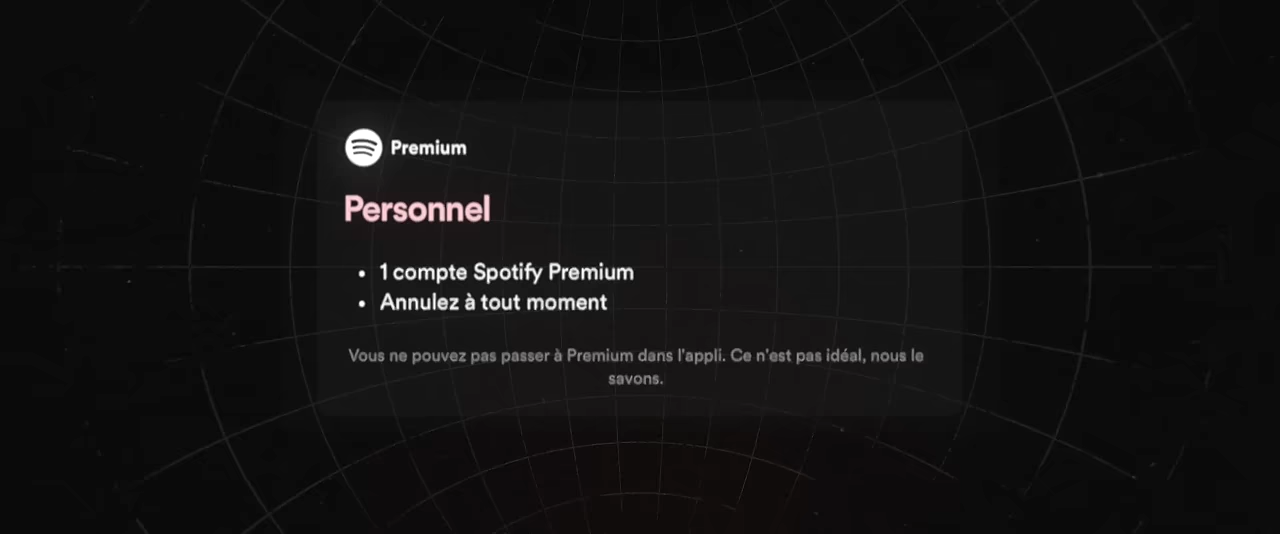 Premium
Personnel
• 1 compte Spotify Premium
• Annulez à tout moment
Vous ne pouvez pas passer à Premium dans l'appli. Ce n'est pas idéal, nous le
savons.